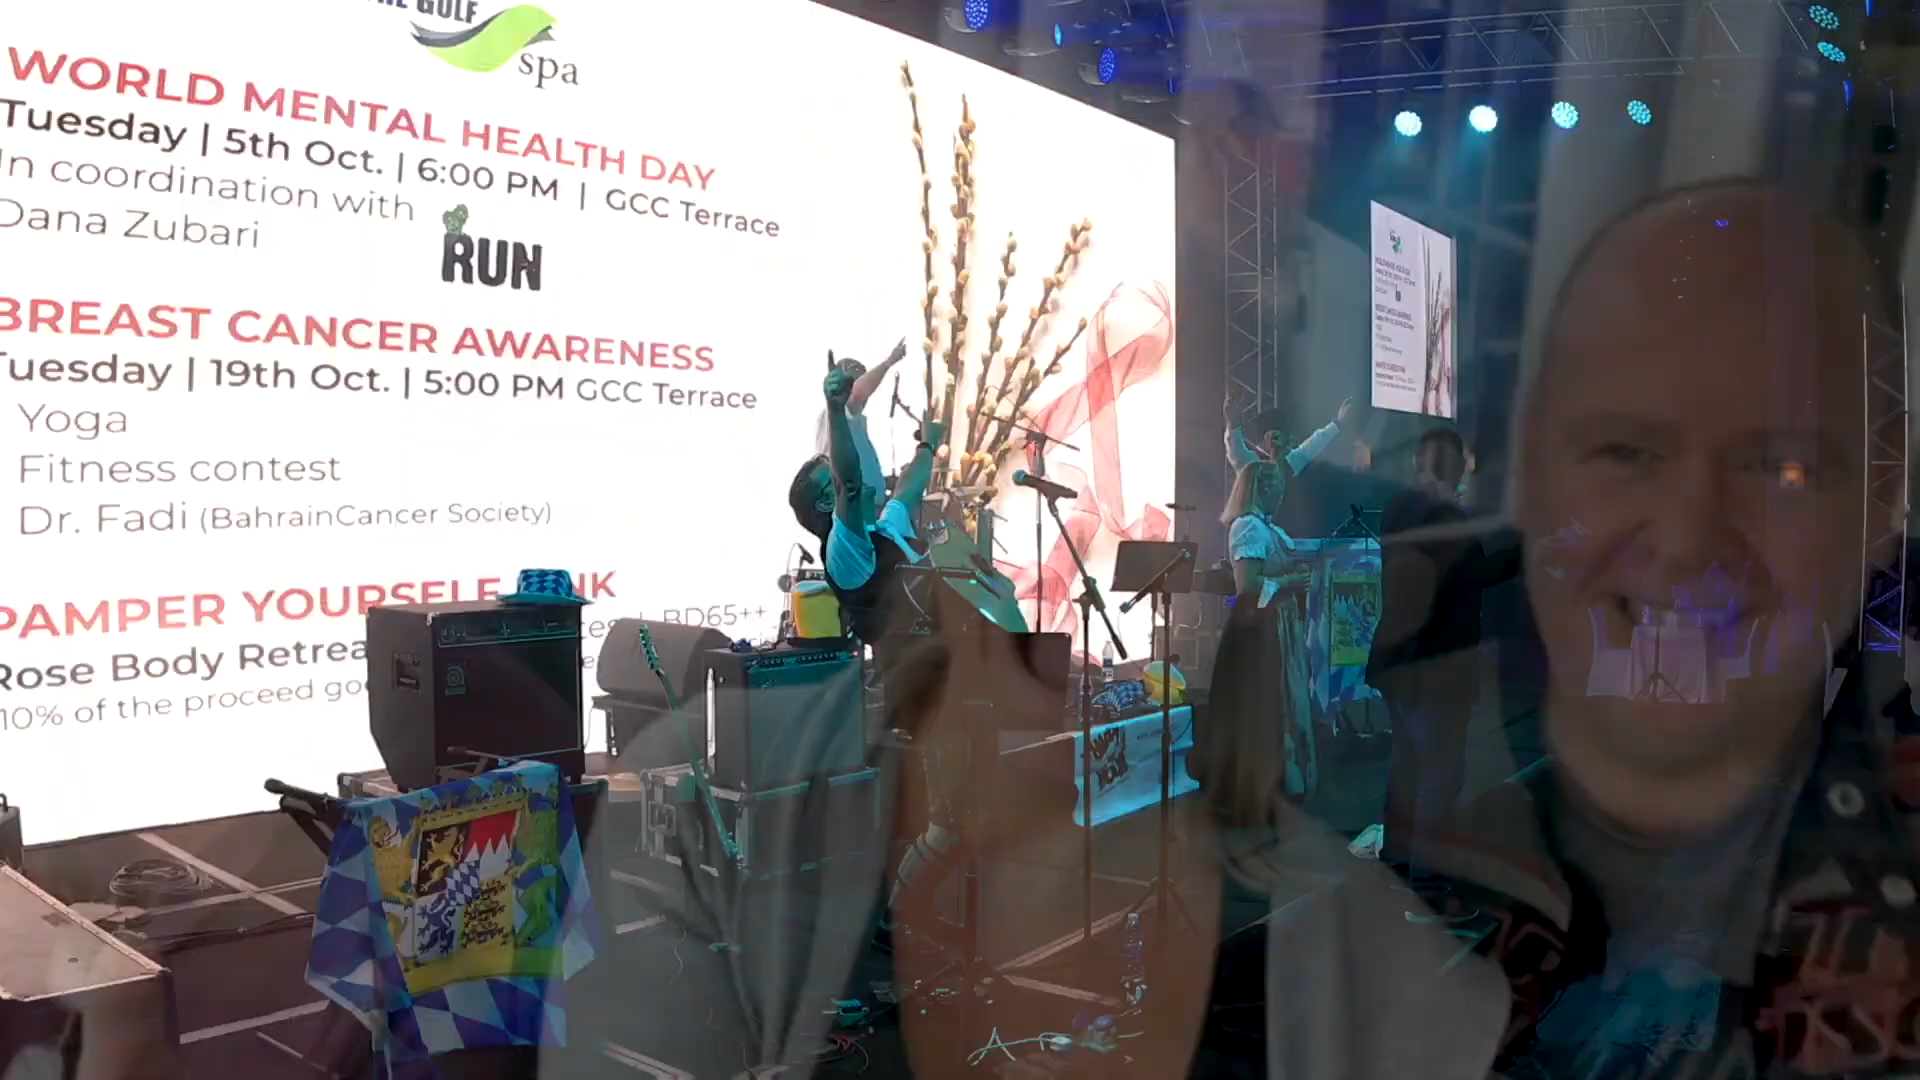 THE GULF
spa
WORLD MENTAL HEALTH DAY
Tuesday | 5th Oct. | 6:00 PM | GCC Terrace
In coordination with
Dana Zubari
RUN
BREAST CANCER AWARENESS
Tuesday | 19th Oct. | 5:00 PM GCC Terrace
Yoga
Fitness contest
Dr. Fadi (BahrainCancer Society)
PAMPER YOURSELF
BD65++
Rose Body Retrea
10% of the proceed go